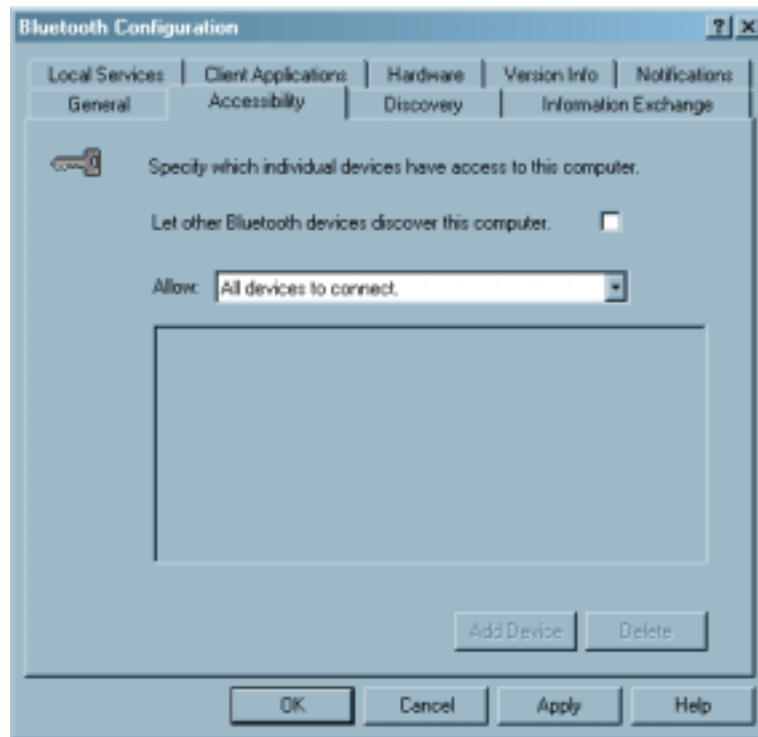 Bluetooth Configuration
Local Services Client Applications Hardware Version Info Notifications
General Accessibility Discovery Information Exchange
Specify which individual devices have access to this computer.
Let other Bluetooth devices discover this computer.
Allow: All devices to connect.
Add Device Delete
OK Cancel Apply Help